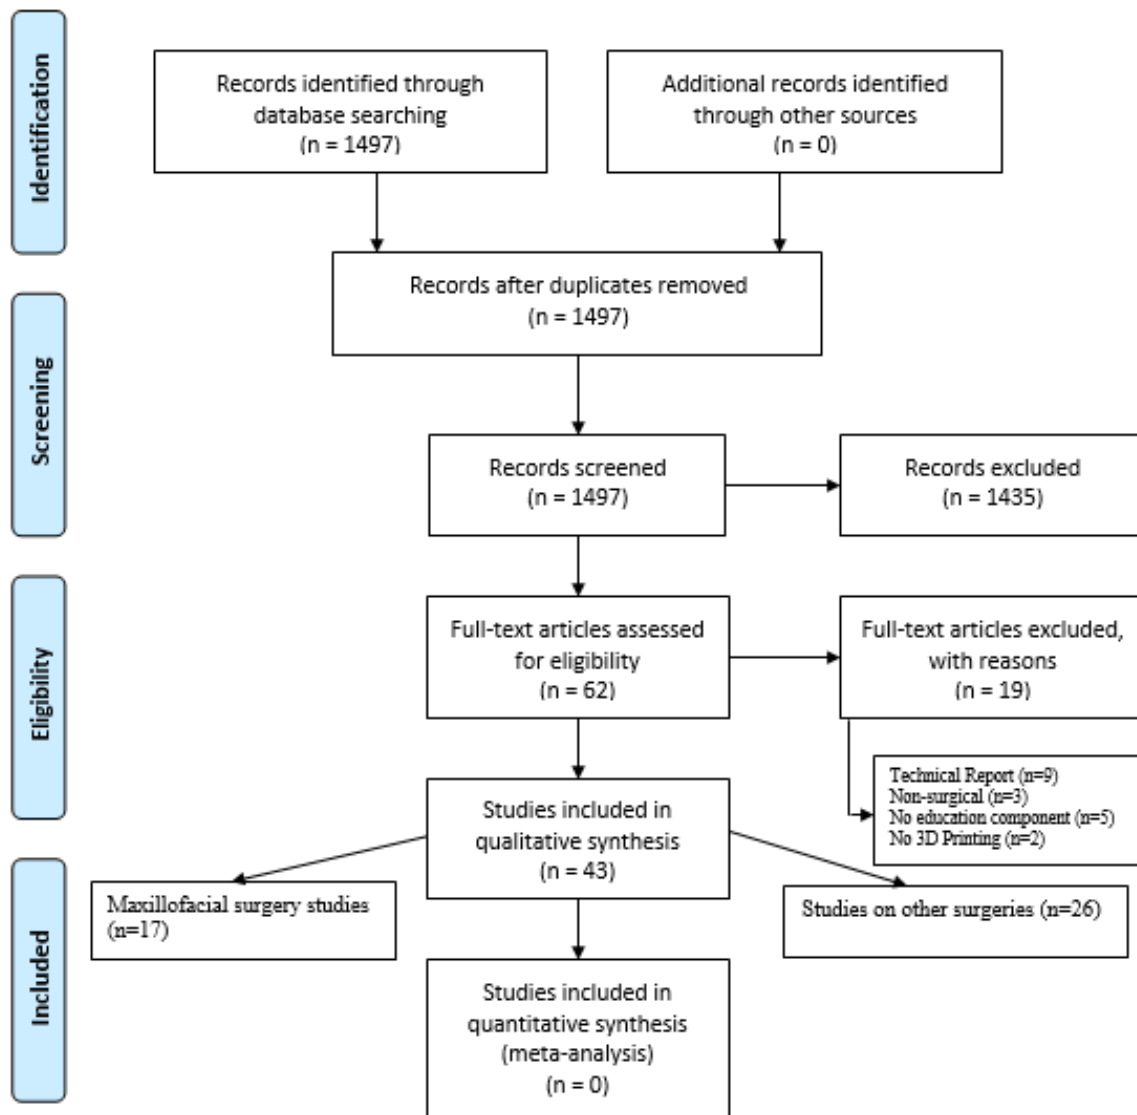 Identification
Records identified through
database searching
(n = 1497)
Additional records identified
through other sources
(n = 0)
Records after duplicates removed
(n = 1497)
Screening
Records screened
(n = 1497)
Records excluded
(n = 1435)
Eligibility
Full-text articles assessed
for eligibility
(n = 62)
Full-text articles excluded,
with reasons
(n = 19)
Technical Report (n=9)
Non-surgical (n=3)
No education component (n=5)
No 3D Printing (n=2)
Studies included in
qualitative synthesis
(n = 43)
Included
Maxillofacial surgery studies
(n=17)
Studies on other surgeries (n=26)
Studies included in
quantitative synthesis
(meta-analysis)
(n = 0)